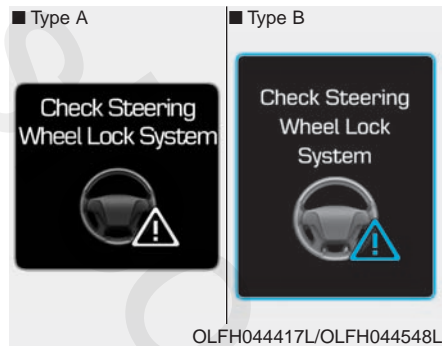 ■ Type A
■ Type B
Check Steering
Wheel Lock System
Check Steering
Wheel Lock
System
OLFH044417L/OLFH044548L